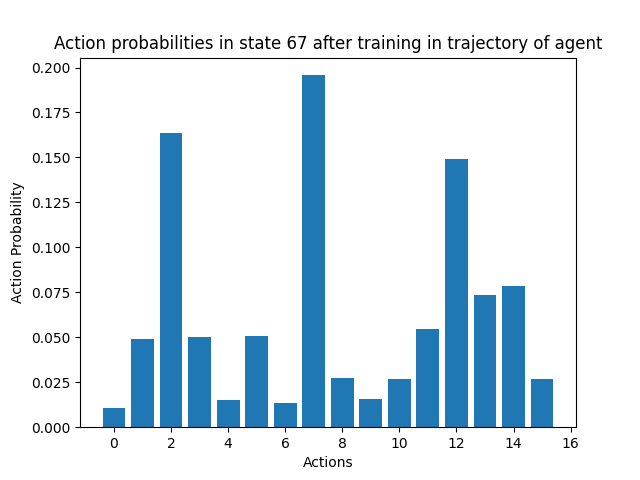 Action probabilities in state 67 after training in trajectory of agent
0.200
0.175
0.150
0.125
0.100
0.075
0.050
0.025
0.000
Action Probability
0 2 4 6 8 10 12 14 16
Actions